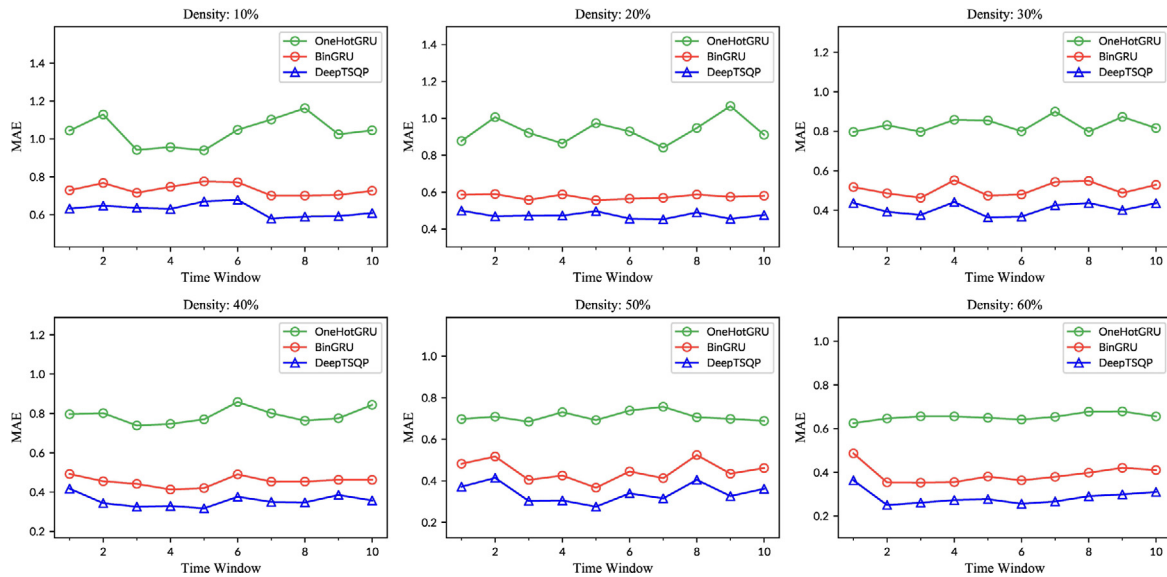 Density: 10%
MAE
1.4
1.2
1.0
0.8
0.6
OneHotGRU
BinGRU
DeepTSQP
2 4 6 8 10
Time Window
Density: 20%
MAE
1.4
1.2
1.0
0.8
0.6
0.4
OneHotGRU
BinGRU
DeepTSQP
2 4 6 8 10
Time Window
Density: 30%
MAE
1.2
1.0
0.8
0.6
0.4
OneHotGRU
BinGRU
DeepTSQP
2 4 6 8 10
Time Window
Density: 40%
MAE
1.2
1.0
0.8
0.6
0.4
0.2
OneHotGRU
BinGRU
DeepTSQP
2 4 6 8 10
Time Window
Density: 50%
MAE
1.0
0.8
0.6
0.4
0.2
OneHotGRU
BinGRU
DeepTSQP
2 4 6 8 10
Time Window
Density: 60%
MAE
1.0
0.8
0.6
0.4
0.2
OneHotGRU
BinGRU
DeepTSQP
2 4 6 8 10
Time Window